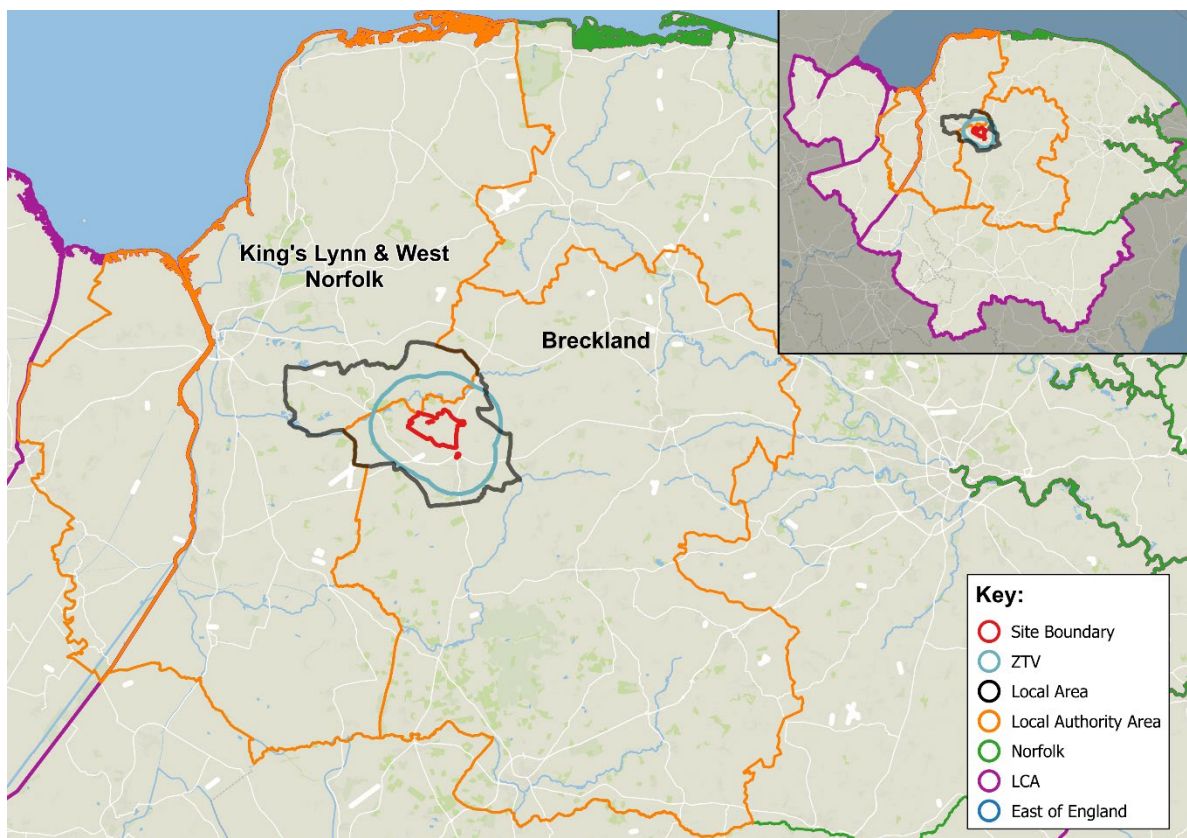 King's Lynn & West
Norfolk
Breckland
Key:
Site Boundary
ZTV
Local Area
Local Authority Area
Norfolk
LCA
East of England